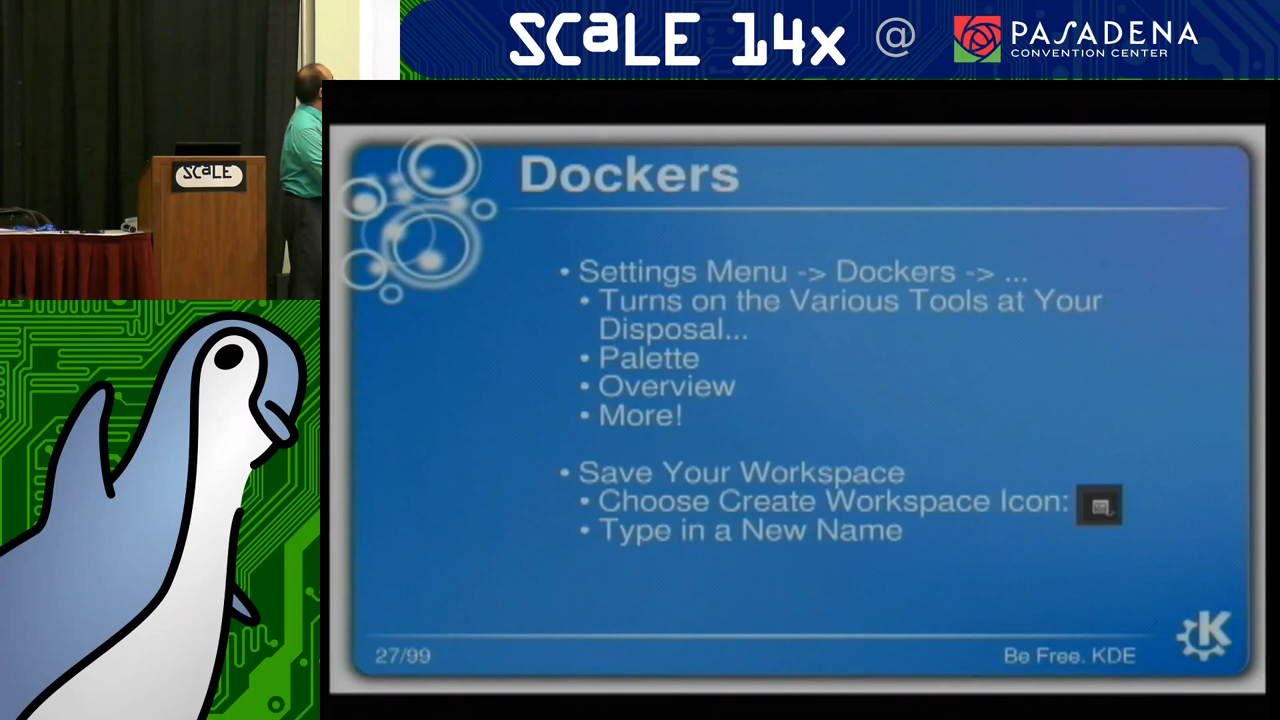 SCALE 14x @ PASADENA
CONVENTION CENTER
SCALE
Dockers
• Settings Menu -> Dockers -> ...
• Turns on the Various Tools at Your
Disposal...
• Palette
• Overview
• More!
• Save Your Workspace
• Choose Create Workspace Icon:
• Type in a New Name
27/99
Be Free. KDE
K